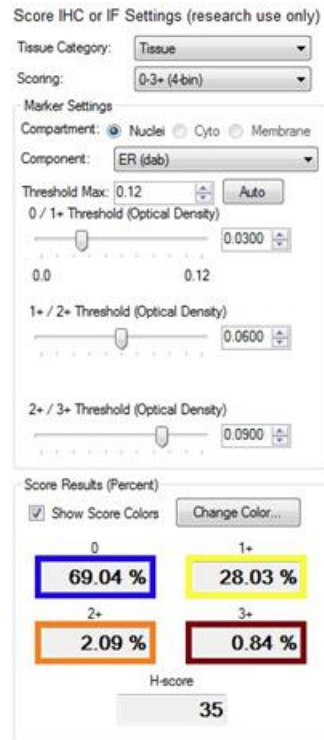 Score IHC or IF Settings (research use only)
Tissue Category: Tissue
Scoring: 0-3+ (4-bin)
Marker Settings
Compartment: Nuclei Cyto Membrane
Component: ER (dab)
Threshold Max: 0.12 Auto
0 / 1+ Threshold (Optical Density)
0.0300
0.0 0.12
1+ / 2+ Threshold (Optical Density)
0.0600
2+ / 3+ Threshold (Optical Density)
0.0900
Score Results (Percent)
Show Score Colors Change Color...
0 1+
69.04 % 28.03 %
2+ 3+
2.09 % 0.84 %
H-score
35